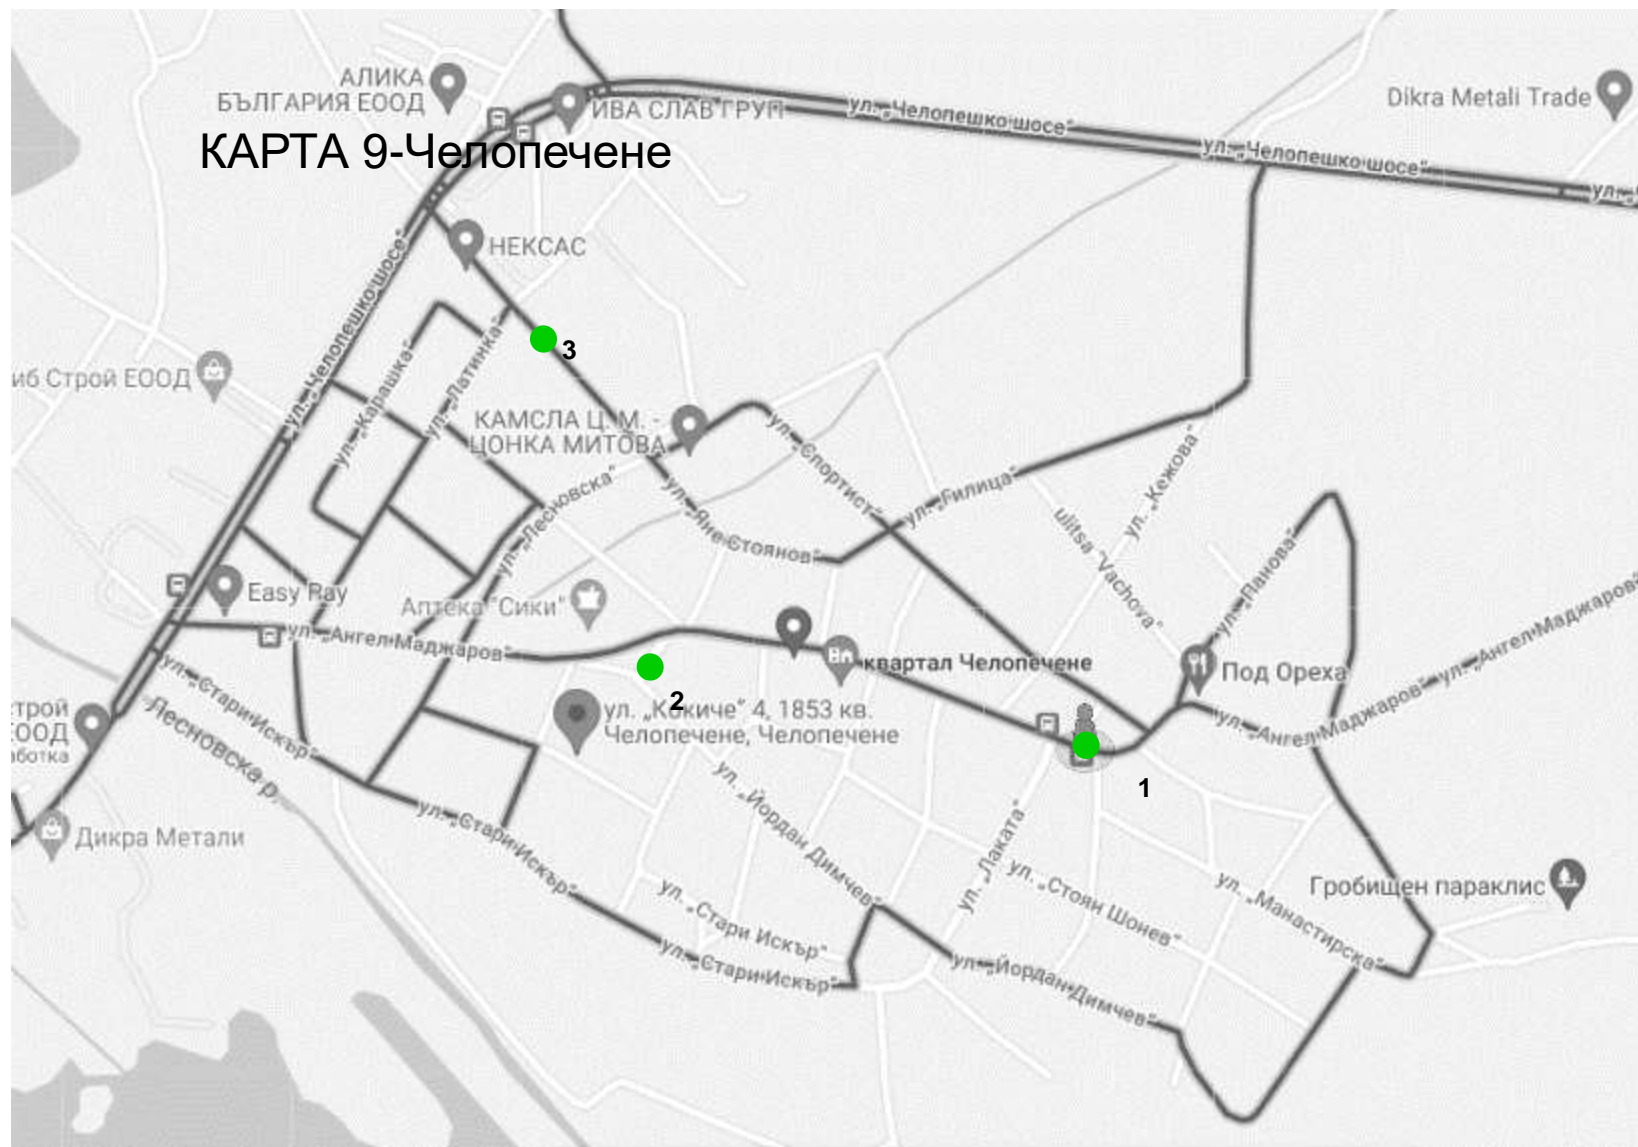 АЛИКА
БЪЛГАРИЯ ЕООД
ИВА СЛАВ ГРУП
ул. „Челопешко шосе“
Dikra Metali Trade
КАРТА 9-Челопечене
ул. „Челопешко шосе“
ул. „
НЕКСАС
ул. „Челопешко шосе“
3
иб Строй ЕООД
ул. „Карашка“
ул. „Латинка“
КАМСЛА Ц. М. -
ЦОНКА МИТОВА
ул. „Спортист“
ул. „Гилица“
ул. „Кежова“
ул. „Лесновска“
ул. „Яне Стоянов“
ulitsa "Vachova"
ул. „Панова“
Easy Ray
Аптека "Сики"
ул. „Ангел Маджаров“
ул. „Ангел Маджаров“
квартал Челопечене
Под Ореха
2
ул. „Стари Искър“
ул. „Кокиче“ 4, 1853 кв.
Челопечене, Челопечене
ул. „Ангел Маджаров“
строй
ООД
аботка
Лесновска р.
1
ул. „Йордан Димчев“
Дикра Метали
ул. „Стари Искър“
ул. „Лаката“
ул. „Стоян Шонев“
ул. „Манастирска“
Гробищен параклис
ул. „Стари Искър“
ул. „Стари Искър“
ул. „Йордан Димчев“